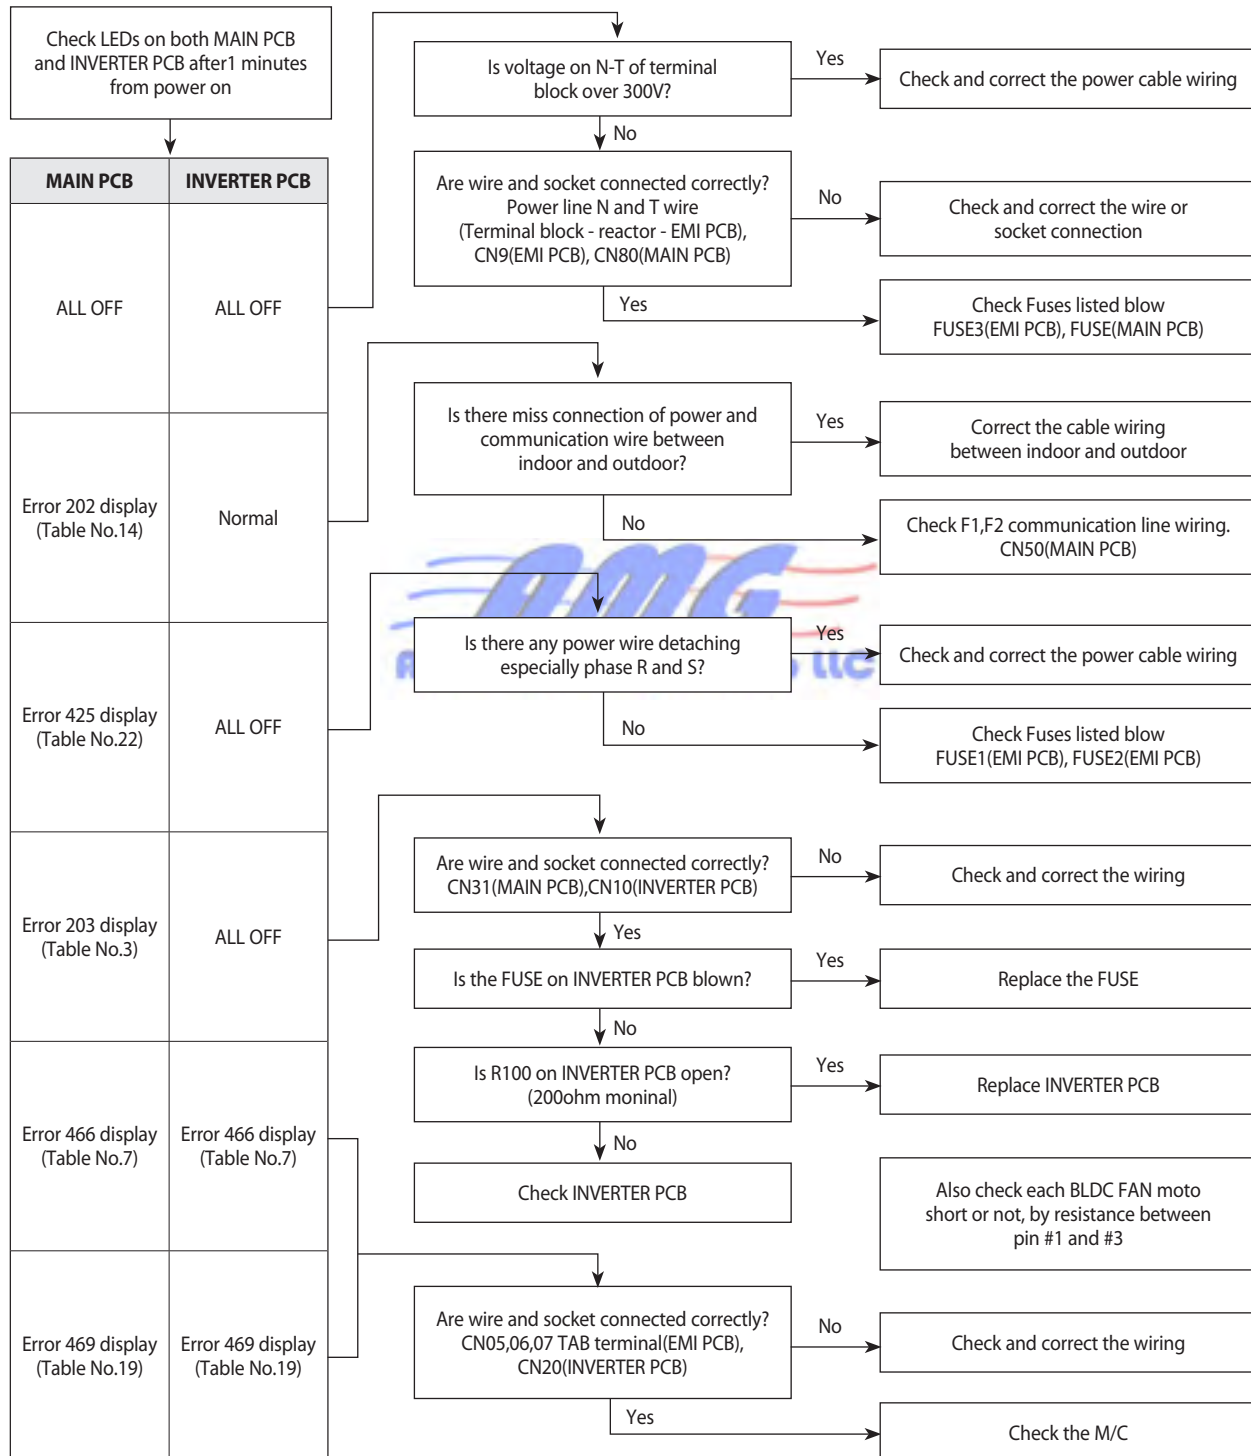 Check LEDs on both MAIN PCB
and INVERTER PCB after1 minutes
from power on
MAIN PCB
INVERTER PCB
ALL OFF
ALL OFF
Error 202 display
(Table No.14)
Normal
Error 425 display
(Table No.22)
ALL OFF
Error 203 display
(Table No.3)
ALL OFF
Error 466 display
(Table No.7)
Error 466 display
(Table No.7)
Error 469 display
(Table No.19)
Error 469 display
(Table No.19)
Is voltage on N-T of terminal
block over 300V?
Yes
Check and correct the power cable wiring
No
Are wire and socket connected correctly?
Power line N and T wire
(Terminal block - reactor - EMI PCB),
CN9(EMI PCB), CN80(MAIN PCB)
No
Check and correct the wire or
socket connection
Yes
Check Fuses listed blow
FUSE3(EMI PCB), FUSE(MAIN PCB)
Is there miss connection of power and
communication wire between
indoor and outdoor?
Yes
Correct the cable wiring
between indoor and outdoor
No
Check F1,F2 communication line wiring.
CN50(MAIN PCB)
AMG
LLC
Is there any power wire detaching
especially phase R and S?
Yes
Check and correct the power cable wiring
No
Check Fuses listed blow
FUSE1(EMI PCB), FUSE2(EMI PCB)
Are wire and socket connected correctly?
CN31(MAIN PCB),CN10(INVERTER PCB)
No
Check and correct the wiring
Yes
Is the FUSE on INVERTER PCB blown?
Yes
Replace the FUSE
No
Is R100 on INVERTER PCB open?
(200ohm moninal)
Yes
Replace INVERTER PCB
No
Check INVERTER PCB
Also check each BLDC FAN moto
short or not, by resistance between
pin #1 and #3
Are wire and socket connected correctly?
CN05,06,07 TAB terminal(EMI PCB),
CN20(INVERTER PCB)
No
Check and correct the wiring
Yes
Check the M/C